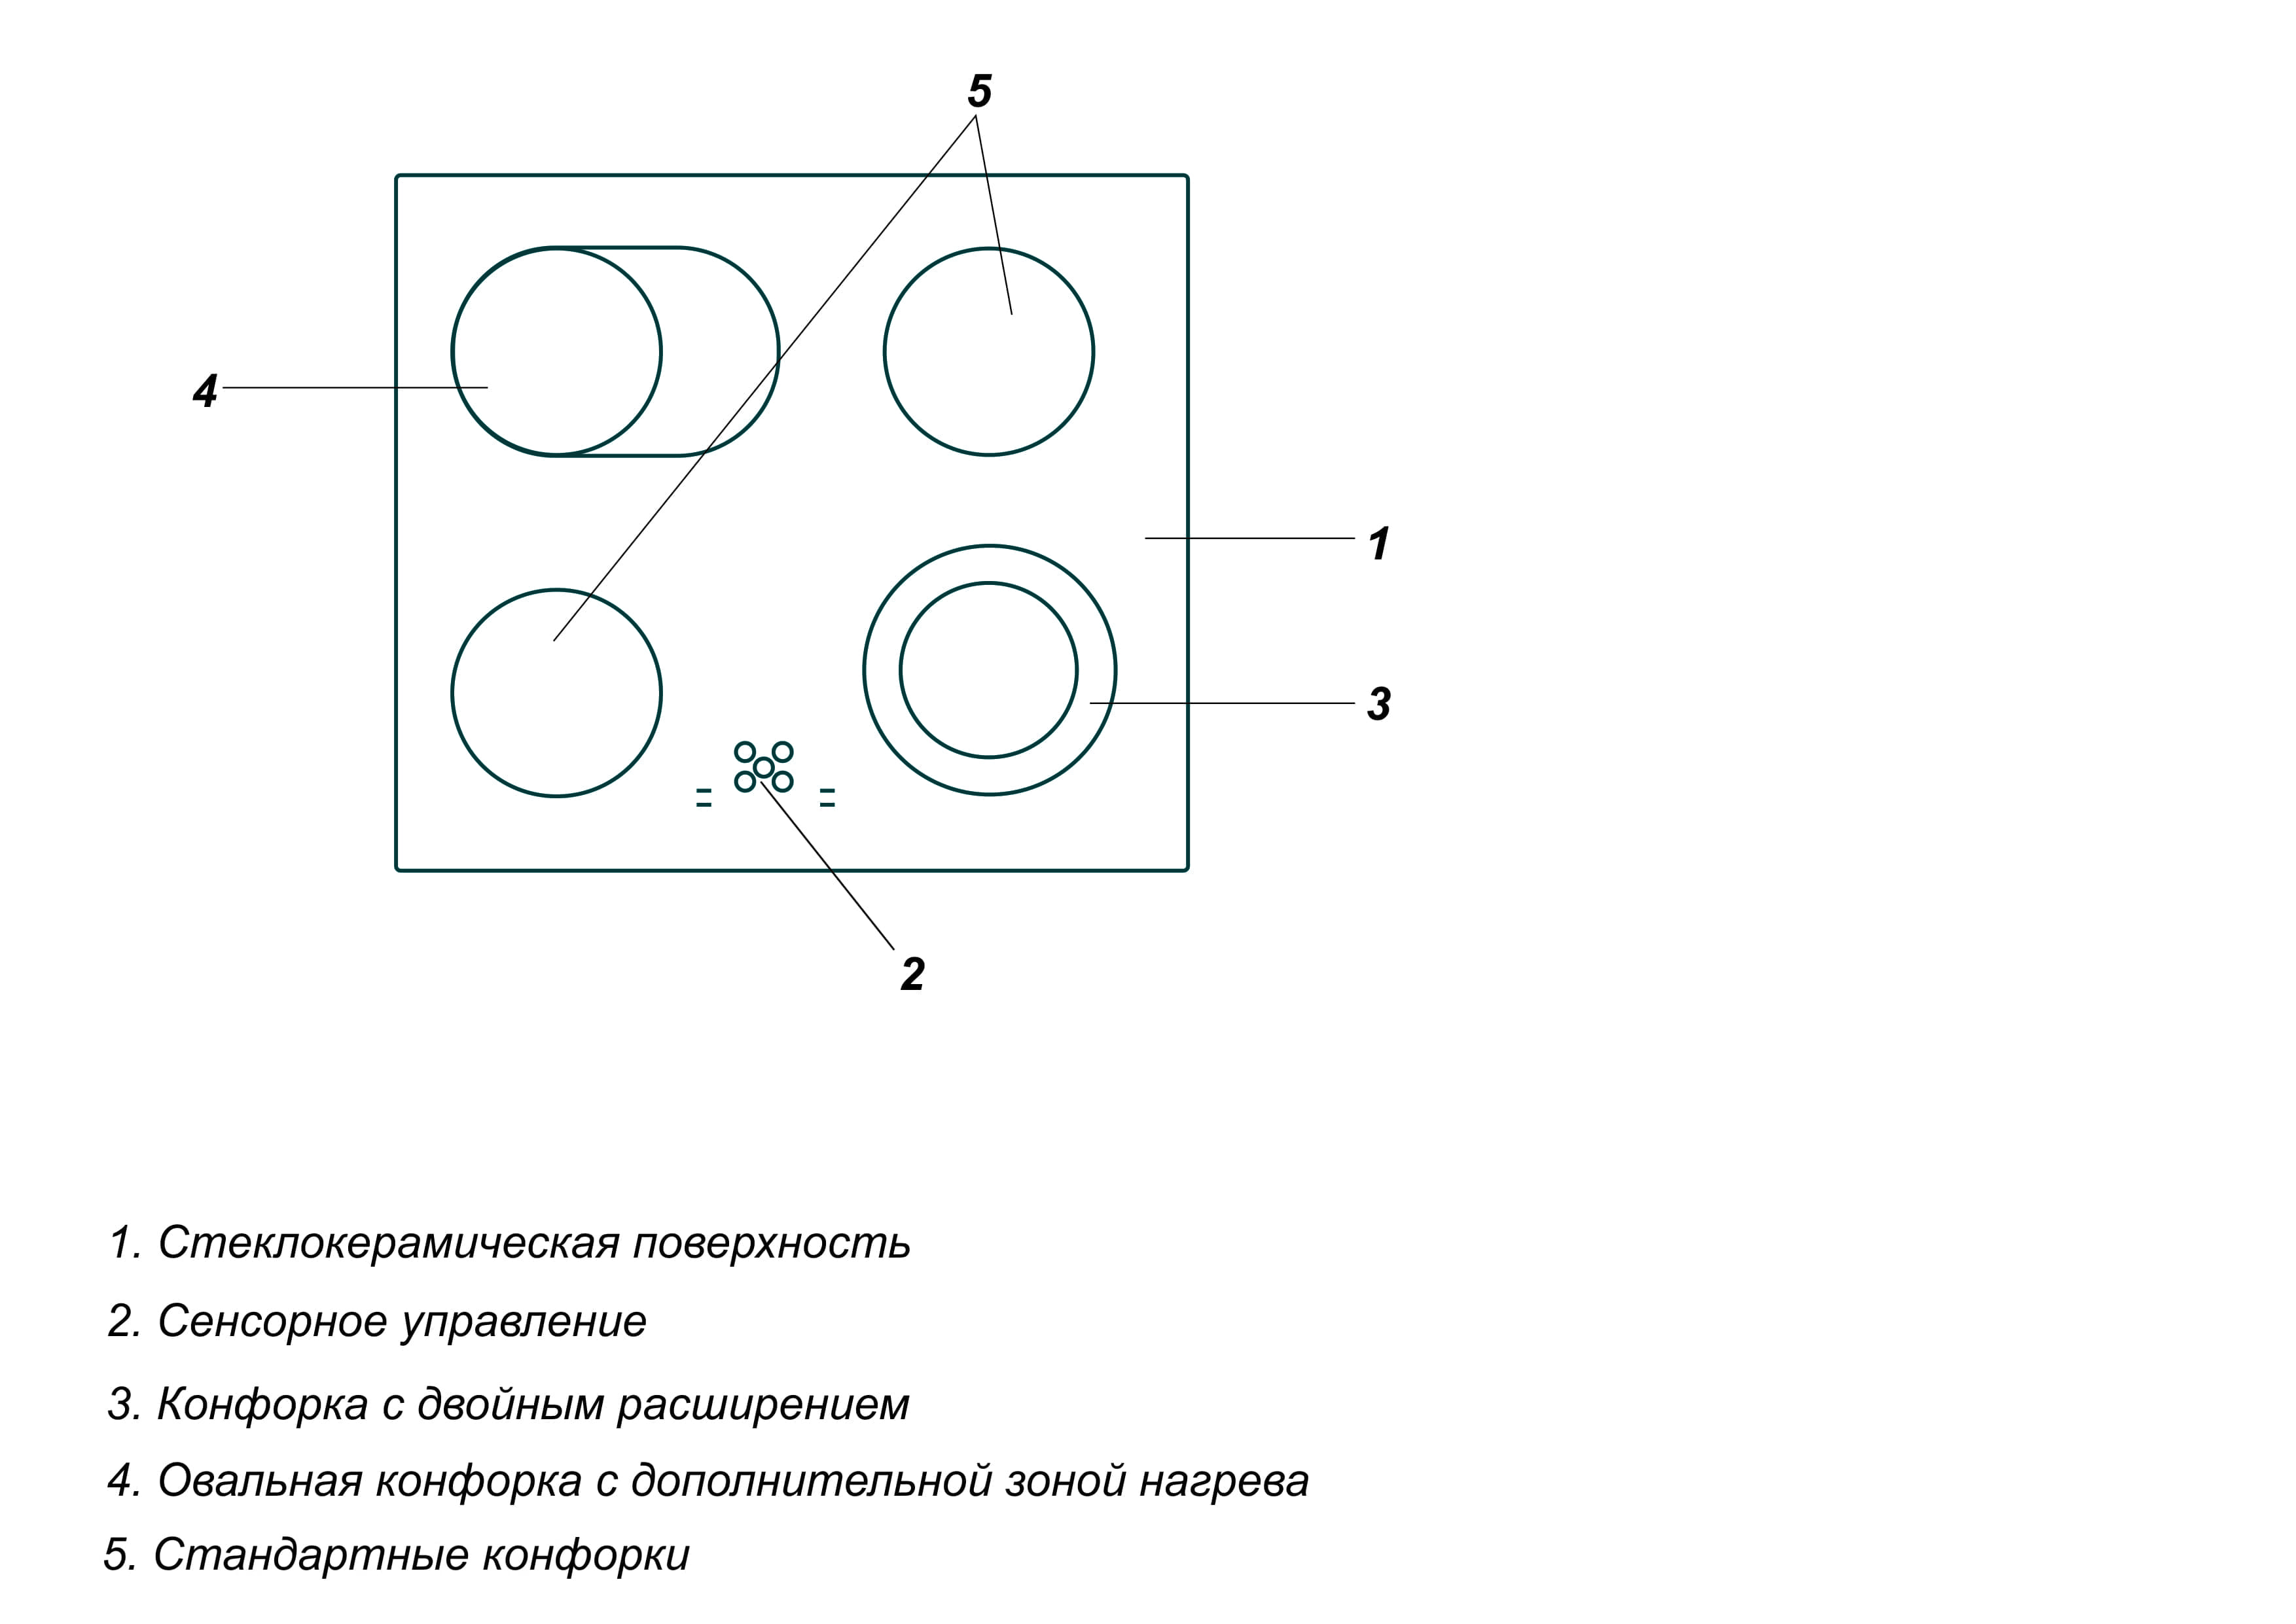 5
4
1
3
2
1. Стеклокерамическая поверхность
2. Сенсорное управление
3. Конфорка с двойным расширением
4. Овальная конфорка с дополнительной зоной нагрева
5. Стандартные конфорки